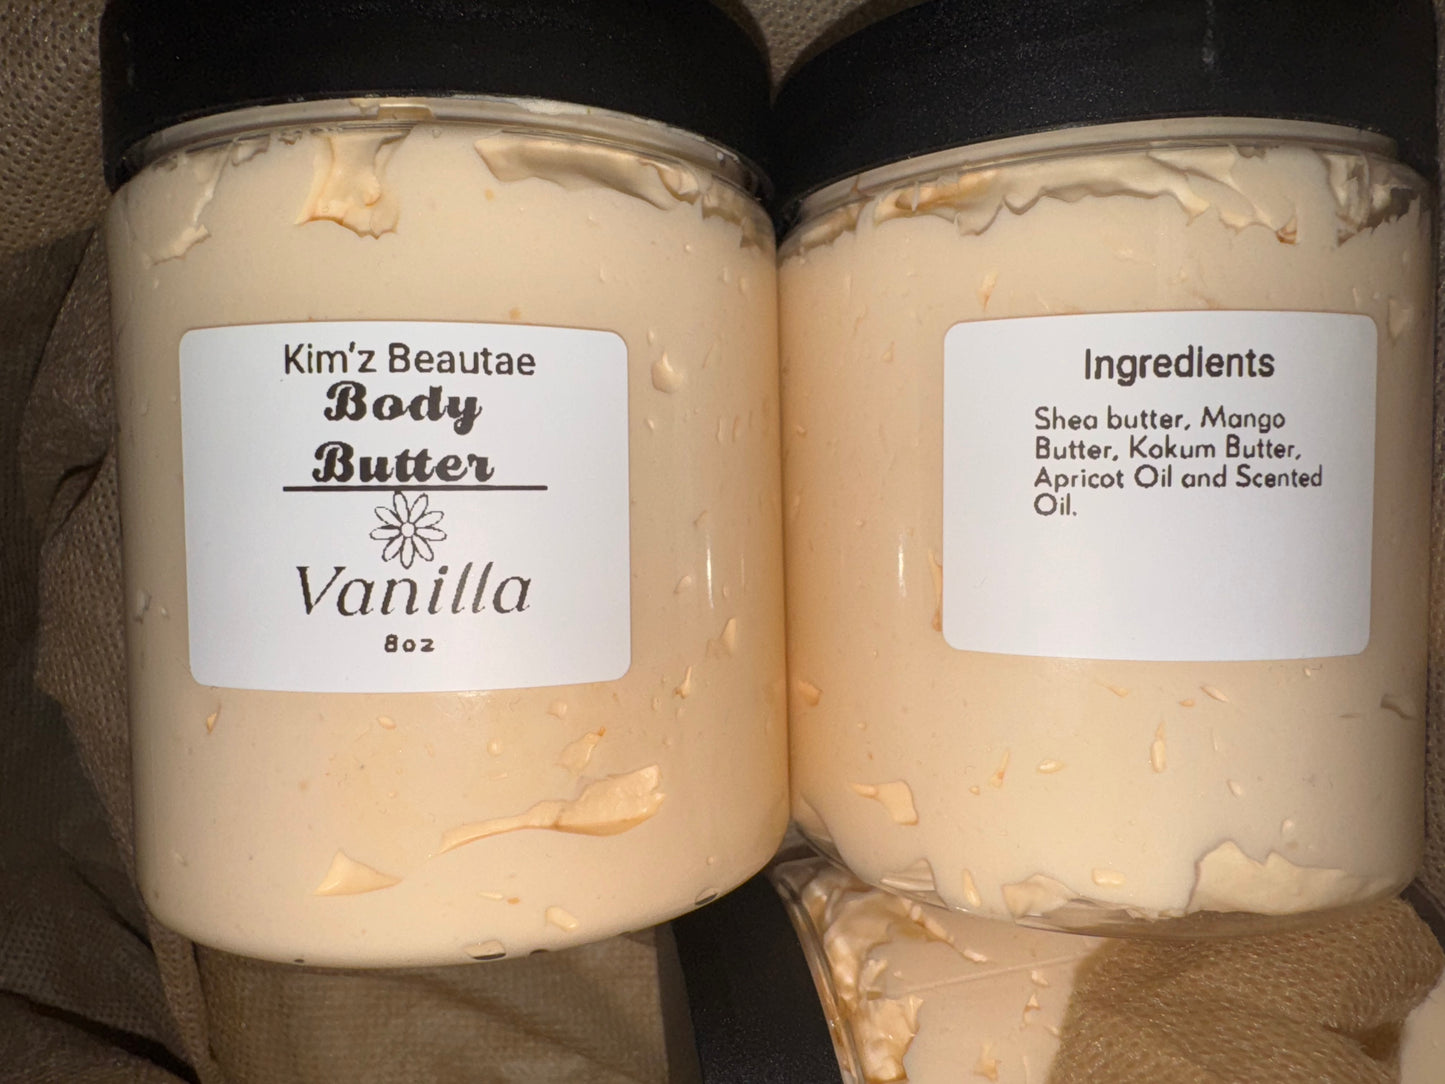 Kim'z Beautae
Body
Butter
Vanilla
8oz
Ingredients
Shea butter, Mango
Butter, Kokum Butter,
Apricot Oil and Scented
Oil.